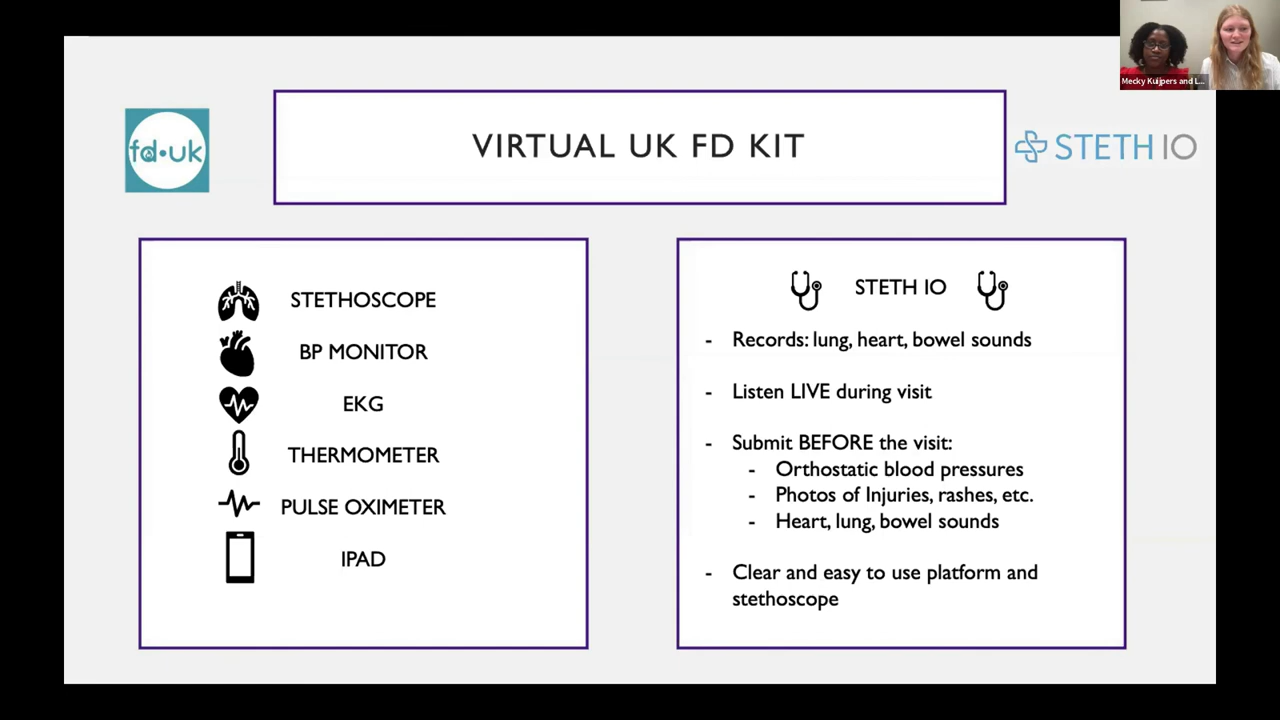 Mecky Kuijpers and L...
fd•uk
VIRTUAL UK FD KIT
STETH IO
STETHOSCOPE
BP MONITOR
EKG
THERMOMETER
PULSE OXIMETER
IPAD
STETH IO
- Records: lung, heart, bowel sounds
- Listen LIVE during visit
- Submit BEFORE the visit:
- Orthostatic blood pressures
- Photos of Injuries, rashes, etc.
- Heart, lung, bowel sounds
- Clear and easy to use platform and
stethoscope